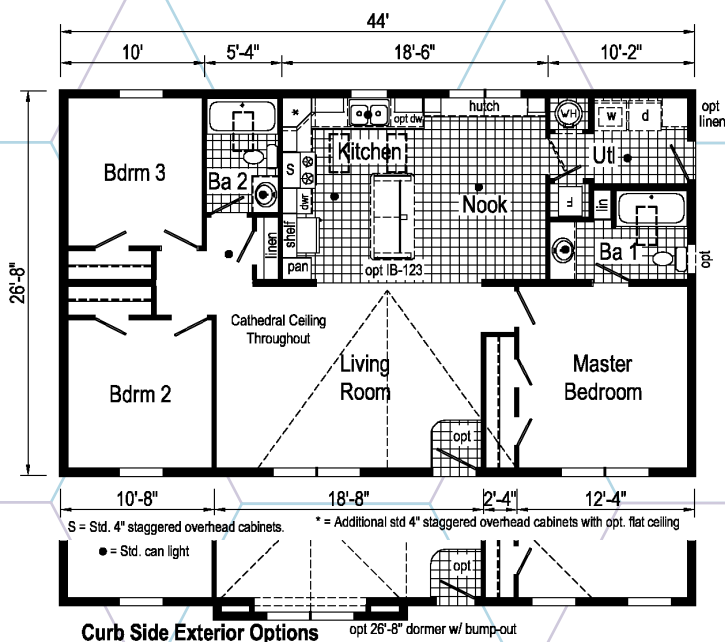 44'
10' 5'-4" 18'-6" 10'-2"
26'-8"
hutch
opt
linen
* opt dw WH w d
Bdrm 3
Kitchen
Utl
S
Ba 2
dwr
Nook
F
lin
linen
shelf
Ba 1
opt
pan
opt IB-123
Cathedral Ceiling
Throughout
Living
Room
Master
Bedroom
Bdrm 2
opt
10'-8" 18'-8" 2'-4" 12'-4"
S = Std. 4" staggered overhead cabinets.
* = Additional std 4" staggered overhead cabinets with opt. flat ceiling
● = Std. can light
opt
Curb Side Exterior Options
opt 26'-8" dormer w/ bump-out